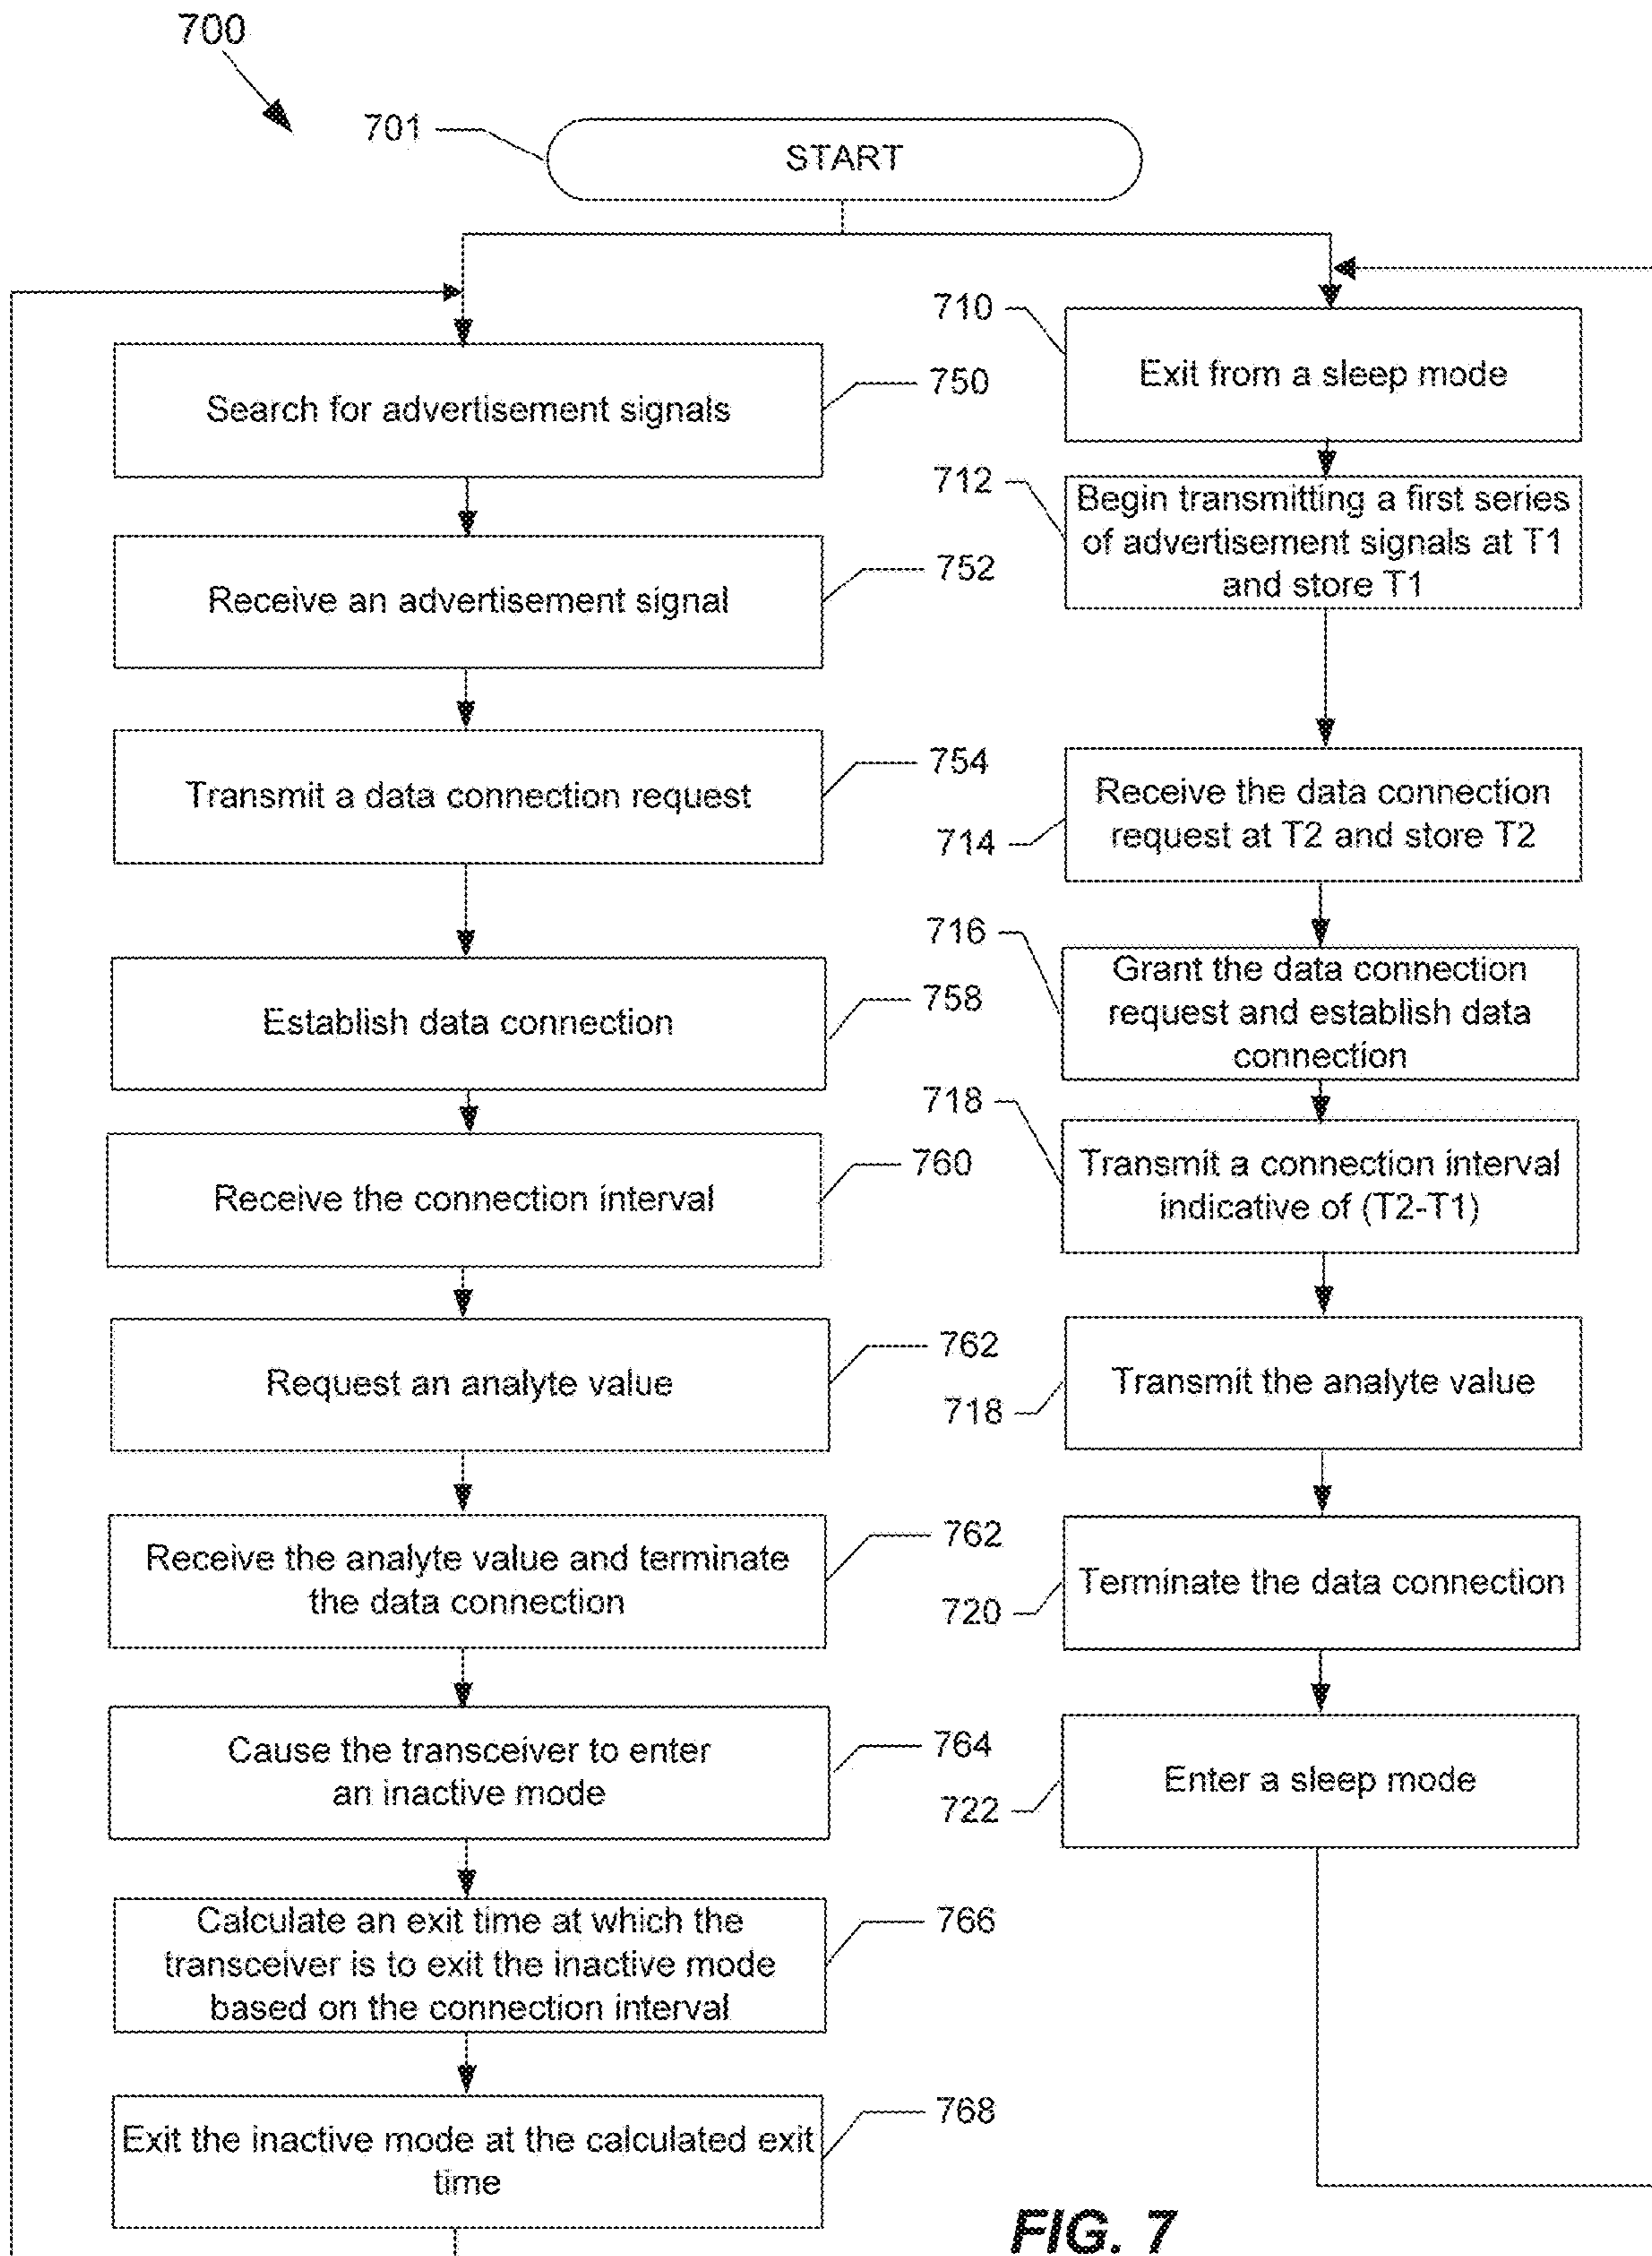 700
701
START
750
Search for advertisement signals
752
Receive an advertisement signal
754
Transmit a data connection request
758
Establish data connection
760
Receive the connection interval
762
Request an analyte value
762
Receive the analyte value and terminate
the data connection
764
Cause the transceiver to enter
an inactive mode
766
Calculate an exit time at which the
transceiver is to exit the inactive mode
based on the connection interval
768
Exit the inactive mode at the calculated exit
time
710
Exit from a sleep mode
712
Begin transmitting a first series
of advertisement signals at T1
and store T1
714
Receive the data connection
request at T2 and store T2
716
Grant the data connection
request and establish data
connection
718
Transmit a connection interval
indicative of (T2-T1)
718
Transmit the analyte value
720
Terminate the data connection
722
Enter a sleep mode
FIG. 7